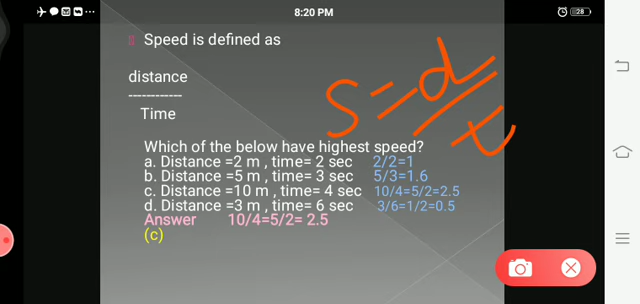 8:20 PM
28
Speed is defined as
distance
------------
Time
S=d/t
Which of the below have highest speed?
a. Distance =2 m , time= 2 sec 2/2=1
b. Distance =5 m , time= 3 sec 5/3=1.6
c. Distance =10 m , time= 4 sec 10/4=5/2=2.5
d. Distance =3 m , time= 6 sec 3/6=1/2=0.5
Answer 10/4=5/2= 2.5
(c)